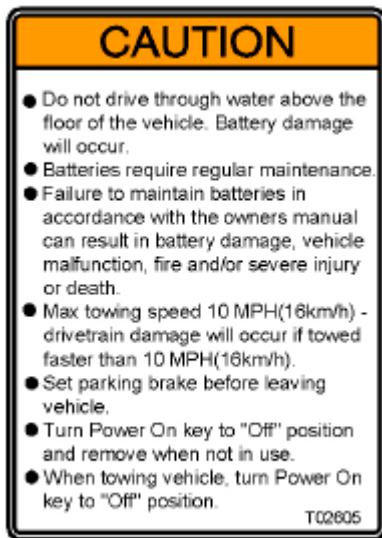 CAUTION
● Do not drive through water above the
floor of the vehicle. Battery damage
will occur.
● Batteries require regular maintenance.
● Failure to maintain batteries in
accordance with the owners manual
can result in battery damage, vehicle
malfunction, fire and/or severe injury
or death.
● Max towing speed 10 MPH(16km/h) -
drivetrain damage will occur if towed
faster than 10 MPH(16km/h).
● Set parking brake before leaving
vehicle.
● Turn Power On key to "Off" position
and remove when not in use.
● When towing vehicle, turn Power On
key to "Off" position.
T02605